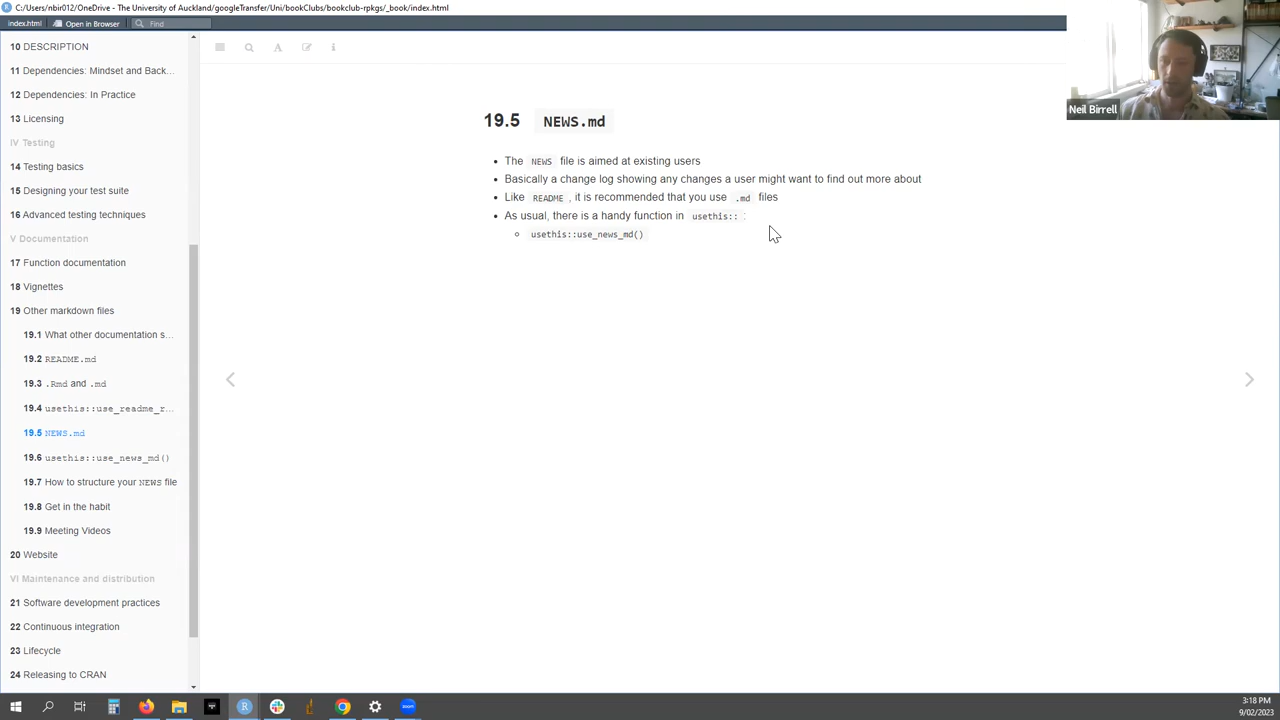 C:/Users/nbir012/OneDrive - The University of Auckland/googleTransfer/Uni/bookClubs/bookclub-rpkgs/_book/index.html
index.html
Open in Browser
Find
10 DESCRIPTION
11 Dependencies: Mindset and Back...
12 Dependencies: In Practice
13 Licensing
IV Testing
14 Testing basics
15 Designing your test suite
16 Advanced testing techniques
V Documentation
17 Function documentation
18 Vignettes
19 Other markdown files
19.1 What other documentation s...
19.2 README.md
19.3 .Rmd and .md
19.4 usethis::use_readme_r...
19.5 NEWS.md
19.6 usethis::use_news_md()
19.7 How to structure your NEWS file
19.8 Get in the habit
19.9 Meeting Videos
20 Website
VI Maintenance and distribution
21 Software development practices
22 Continuous integration
23 Lifecycle
24 Releasing to CRAN
19.5 NEWS.md
The NEWS file is aimed at existing users
Basically a change log showing any changes a user might want to find out more about
Like README, it is recommended that you use .md files
As usual, there is a handy function in usethis:: :
usethis::use_news_md()
Neil Birrell
3:18 PM
9/02/2023